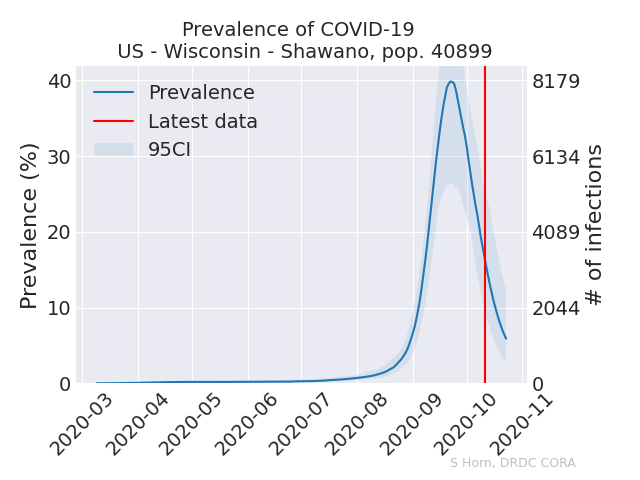 Prevalence of COVID-19
US - Wisconsin - Shawano, pop. 40899
Prevalence
Latest data
95CI
Prevalence (%)
40
30
20
10
0
8179
6134
4089
2044
0
# of infections
2020-03
2020-04
2020-05
2020-06
2020-07
2020-08
2020-09
2020-10
2020-11
S Horn, DRDC CORA